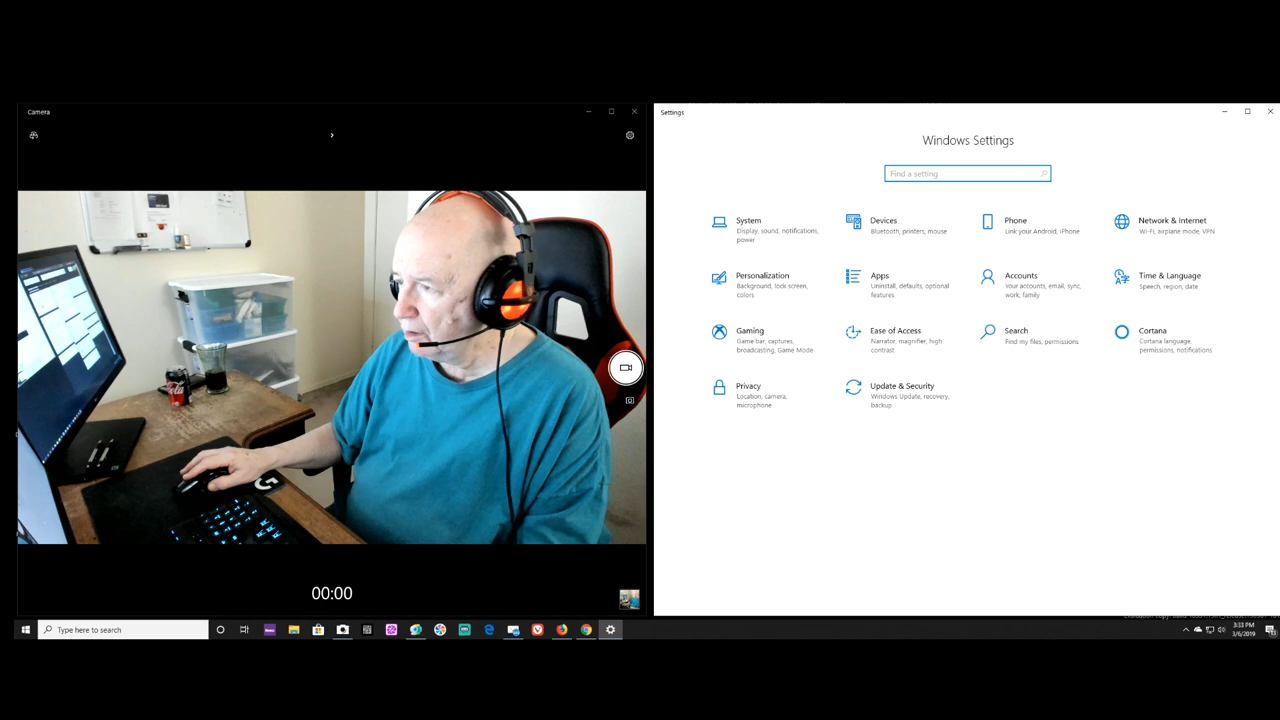 Camera
00:00
Settings
Windows Settings
Find a setting
System
Display, sound, notifications,
power
Devices
Bluetooth, printers, mouse
Phone
Link your Android, iPhone
Network & Internet
Wi-Fi, airplane mode, VPN
Personalization
Background, lock screen,
colors
Apps
Uninstall, defaults, optional
features
Accounts
Your accounts, email, sync,
work, family
Time & Language
Speech, region, date
Gaming
Game bar, captures,
broadcasting, Game Mode
Ease of Access
Narrator, magnifier, high
contrast
Search
Find my files, permissions
Cortana
Cortana language,
permissions, notifications
Privacy
Location, camera,
microphone
Update & Security
Windows Update, recovery,
backup
Type here to search
3:33 PM
3/6/2019